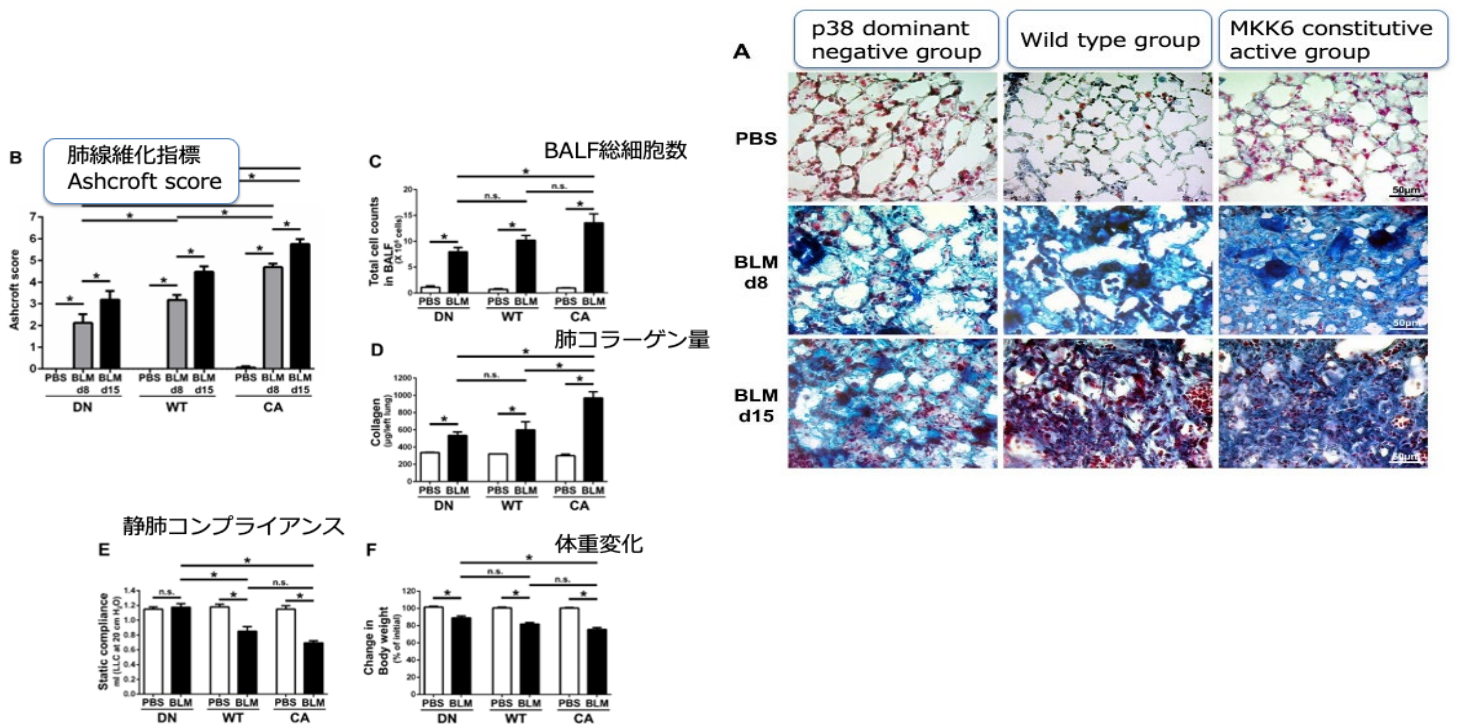 p38 dominant
negative group
Wild type group
MKK6 constitutive
active group
A
PBS
50μm
BLM
d8
50μm
BLM
d15
50μm
B
肺線維化指標
Ashcroft score
*
*
*
Ashcroft score
7
6
5
4
3
2
1
0
*
*
*
*
*
*
PBS BLM BLM PBS BLM BLM PBS BLM BLM
d8 d15 d8 d15 d8 d15
DN WT CA
C
BALF総細胞数
*
n.s.
n.s.
Total cell counts
in BALF
20
15
10
5
0
*
*
*
PBS BLM PBS BLM PBS BLM
DN WT CA
D
肺コラーゲン量
*
n.s.
*
Collagen
(μg/left lung)
1200
1000
800
600
400
200
0
*
*
*
PBS BLM PBS BLM PBS BLM
DN WT CA
静肺コンプライアンス
E
*
*
n.s.
Static compliance
ml (LLC at 20 cm H₂O)
1.4
1.2
1.0
0.8
0.6
0.4
0.2
0.0
n.s.
*
*
PBS BLM PBS BLM PBS BLM
DN WT CA
F
体重変化
*
n.s.
n.s.
Change in
Body weight
(% of initial)
120
100
80
60
40
20
0
*
*
*
PBS BLM PBS BLM PBS BLM
DN WT CA